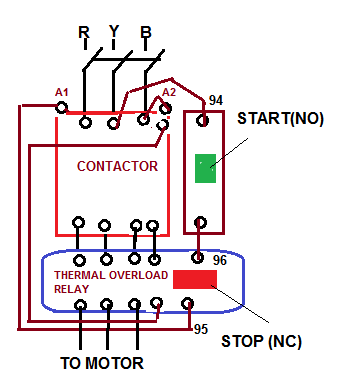 R Y B
A1
A2
94
START(NO)
CONTACTOR
96
THERMAL OVERLOAD
RELAY
95
STOP (NC)
TO MOTOR